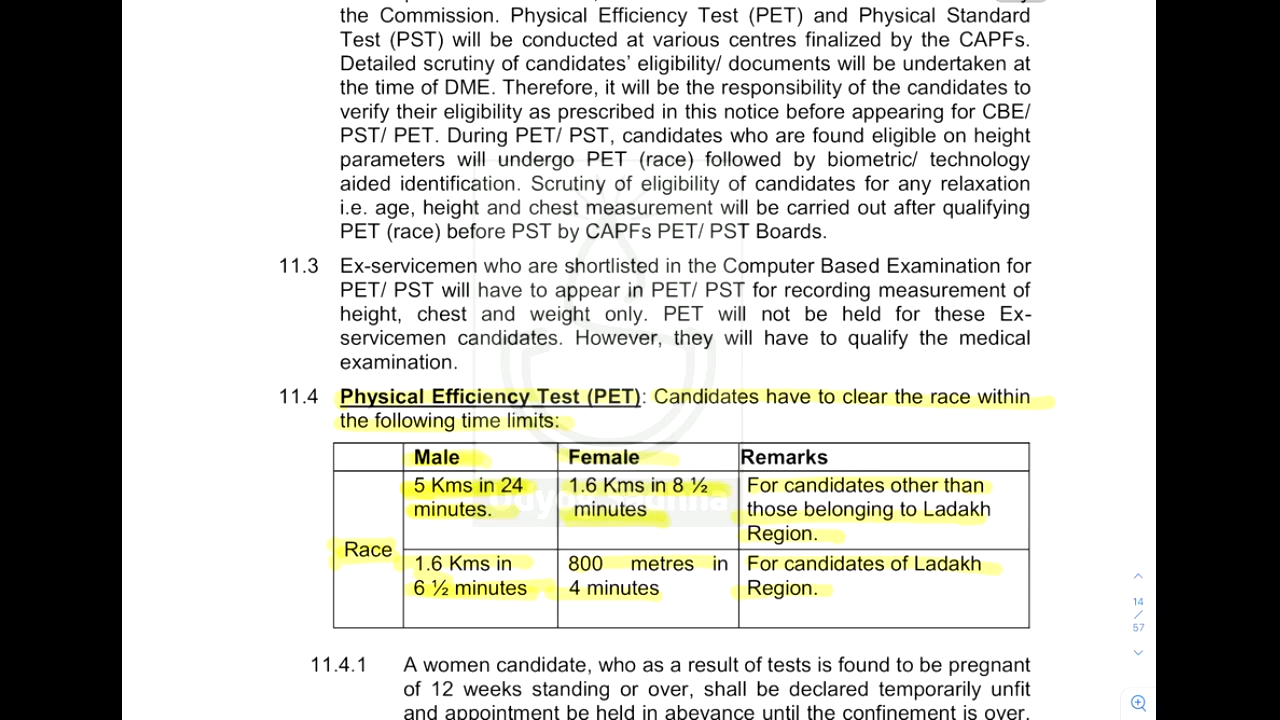 the Commission. Physical Efficiency Test (PET) and Physical Standard
Test (PST) will be conducted at various centres finalized by the CAPFs.
Detailed scrutiny of candidates’ eligibility/ documents will be undertaken at
the time of DME. Therefore, it will be the responsibility of the candidates to
verify their eligibility as prescribed in this notice before appearing for CBE/
PST/ PET. During PET/ PST, candidates who are found eligible on height
parameters will undergo PET (race) followed by biometric/ technology
aided identification. Scrutiny of eligibility of candidates for any relaxation
i.e. age, height and chest measurement will be carried out after qualifying
PET (race) before PST by CAPFs PET/ PST Boards.
11.3 Ex-servicemen who are shortlisted in the Computer Based Examination for
PET/ PST will have to appear in PET/ PST for recording measurement of
height, chest and weight only. PET will not be held for these Ex-
servicemen candidates. However, they will have to qualify the medical
examination.
11.4 Physical Efficiency Test (PET): Candidates have to clear the race within
the following time limits:
Male Female Remarks
Race
5 Kms in 24 1.6 Kms in 8 ½ For candidates other than
minutes. minutes those belonging to Ladakh
Region.
1.6 Kms in 800 metres in For candidates of Ladakh
6 ½ minutes 4 minutes Region.
11.4.1 A women candidate, who as a result of tests is found to be pregnant
of 12 weeks standing or over, shall be declared temporarily unfit
and appointment be held in abeyance until the confinement is over.
14
/
57